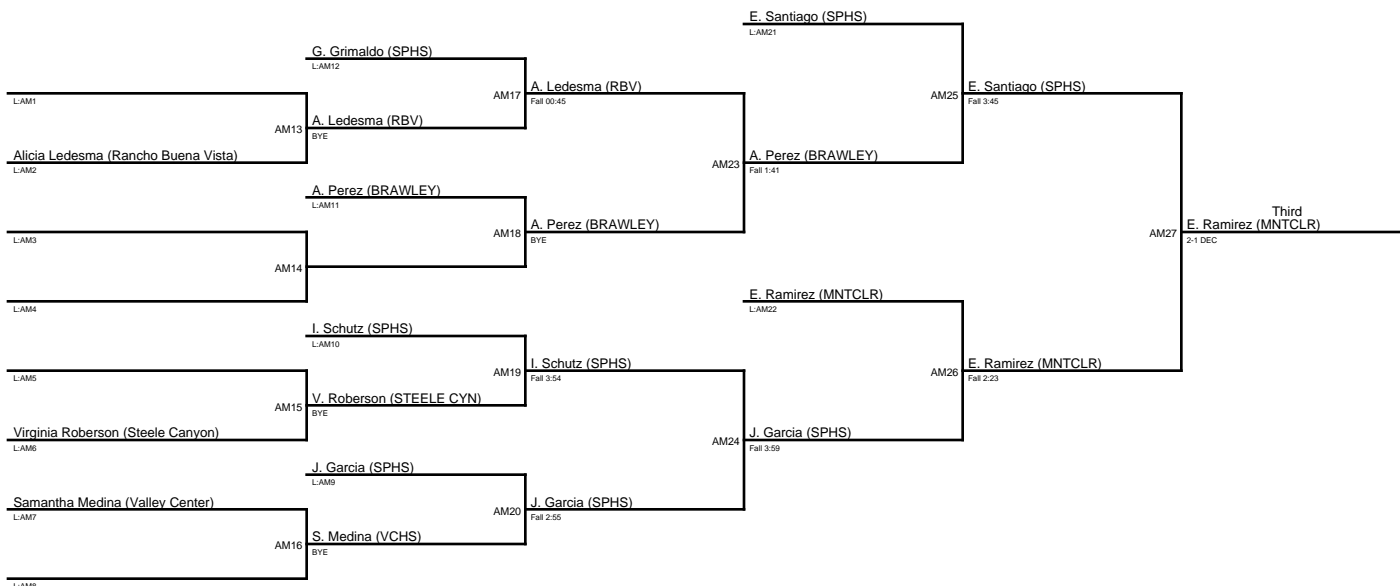 E. Santiago (SPHS)
L:AM21
G. Grimaldo (SPHS)
L:AM12
AM17
A. Ledesma (RBV)
Fall 00:45
AM25
E. Santiago (SPHS)
Fall 3:45
L:AM1
AM13
A. Ledesma (RBV)
BYE
Alicia Ledesma (Rancho Buena Vista)
L:AM2
AM23
A. Perez (BRAWLEY)
Fall 1:41
A. Perez (BRAWLEY)
L:AM11
AM18
A. Perez (BRAWLEY)
BYE
L:AM3
AM14
L:AM4
Third
AM27
E. Ramirez (MNTCLR)
2-1 DEC
E. Ramirez (MNTCLR)
L:AM22
I. Schutz (SPHS)
L:AM10
AM19
I. Schutz (SPHS)
Fall 3:54
AM26
E. Ramirez (MNTCLR)
Fall 2:23
L:AM5
AM15
V. Roberson (STEELE CYN)
BYE
Virginia Roberson (Steele Canyon)
L:AM6
AM24
J. Garcia (SPHS)
Fall 3:59
J. Garcia (SPHS)
L:AM9
AM20
J. Garcia (SPHS)
Fall 2:55
Samantha Medina (Valley Center)
L:AM7
AM16
S. Medina (VCHS)
BYE
L:AM8